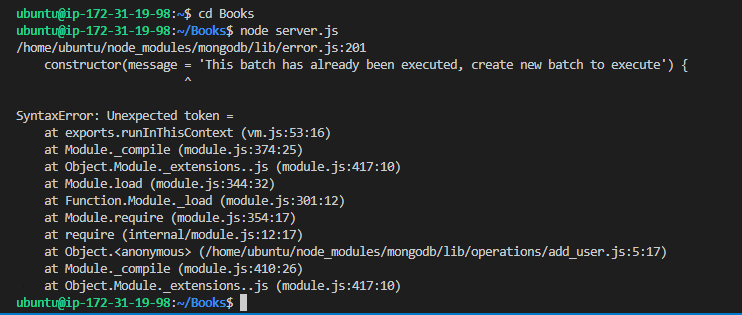 ubuntu@ip-172-31-19-98:~$ cd Books
ubuntu@ip-172-31-19-98:~/Books$ node server.js
/home/ubuntu/node_modules/mongodb/lib/error.js:201
    constructor(message = 'This batch has already been executed, create new batch to execute') {
                        ^

SyntaxError: Unexpected token =
    at exports.runInThisContext (vm.js:53:16)
    at Module._compile (module.js:374:25)
    at Object.Module._extensions..js (module.js:417:10)
    at Module.load (module.js:344:32)
    at Function.Module._load (module.js:301:12)
    at Module.require (module.js:354:17)
    at require (internal/module.js:12:17)
    at Object.<anonymous> (/home/ubuntu/node_modules/mongodb/lib/operations/add_user.js:5:17)
    at Module._compile (module.js:410:26)
    at Object.Module._extensions..js (module.js:417:10)
ubuntu@ip-172-31-19-98:~/Books$